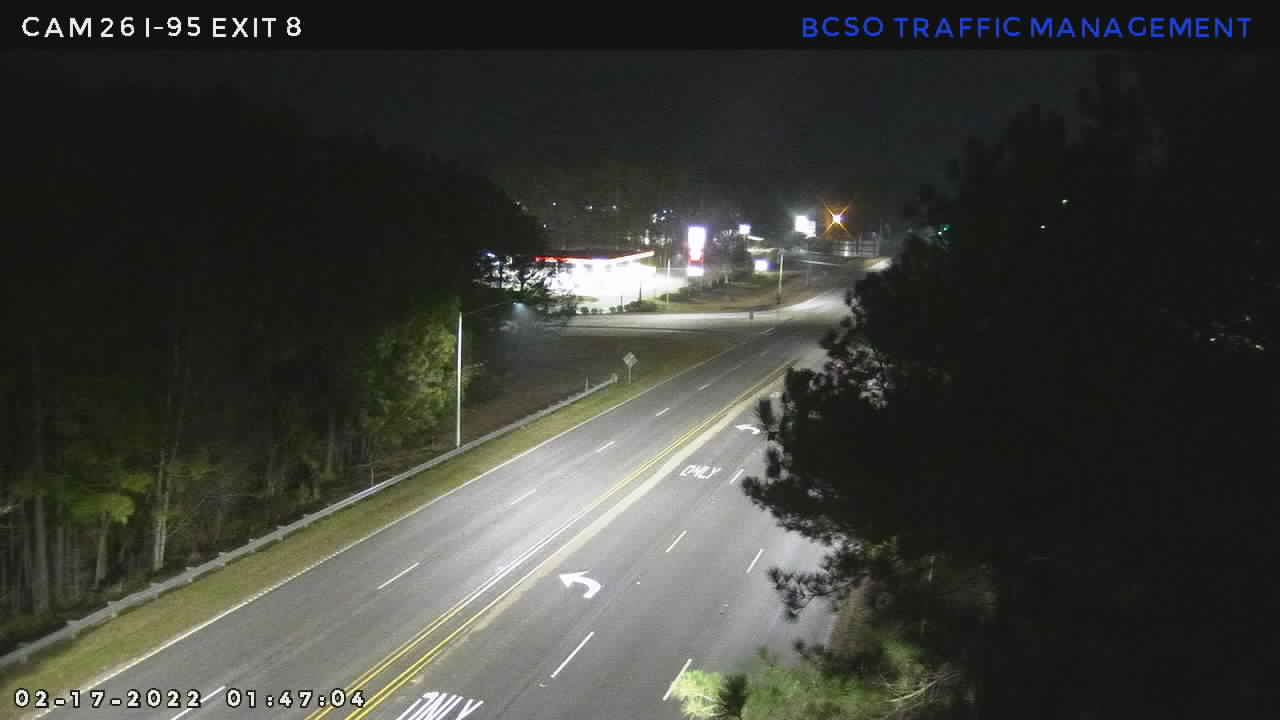 CAM 26 I-95 EXIT 8
BCSO TRAFFIC MANAGEMENT
ONLY
ONLY
02-17-2022 01:47:04